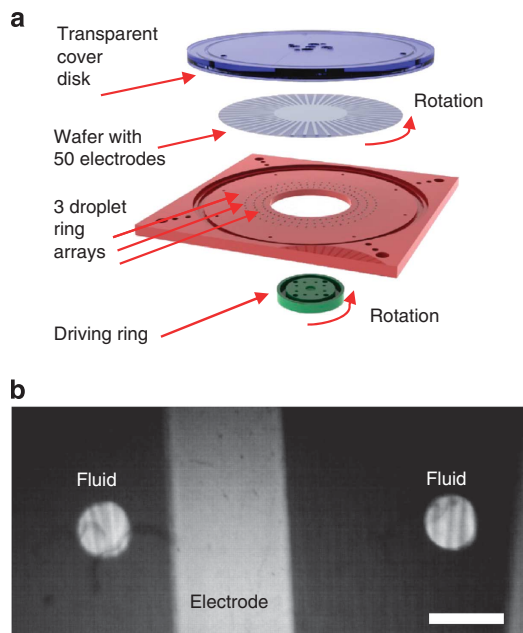 a
Transparent
cover
disk
Rotation
Wafer with
50 electrodes
3 droplet
ring
arrays
Rotation
Driving ring
b
Fluid
Fluid
Electrode